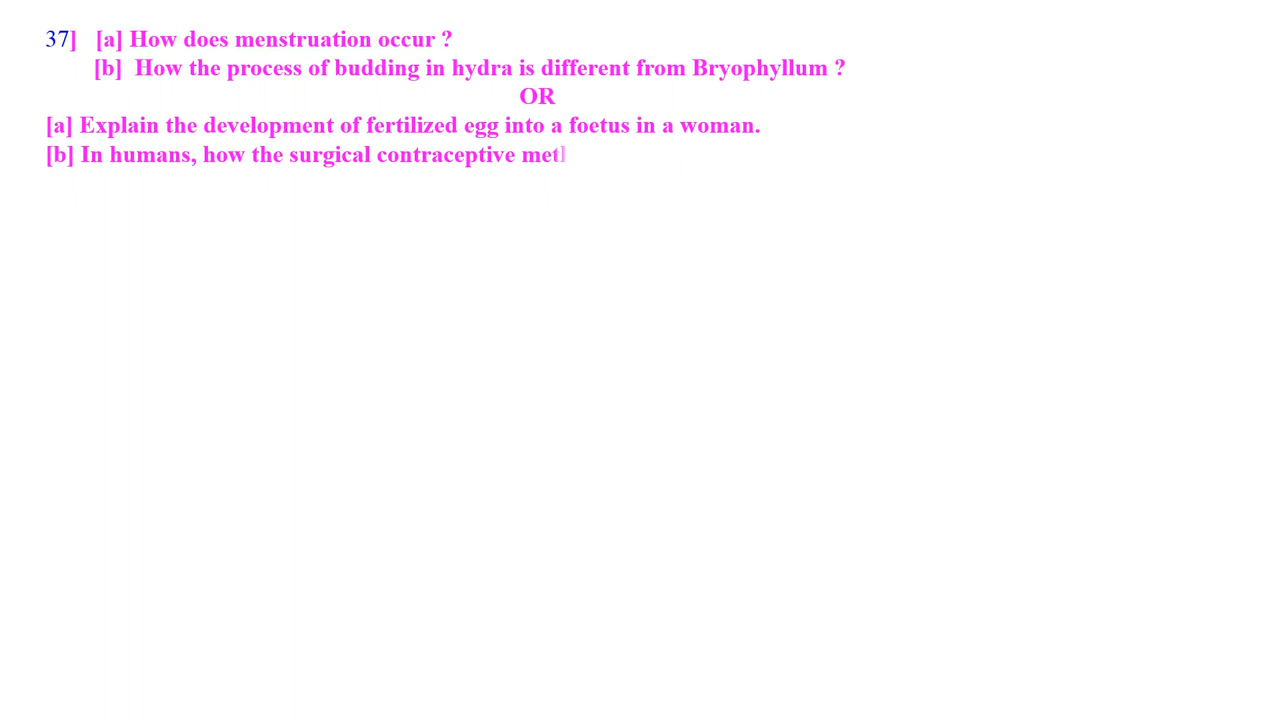 37] [a] How does menstruation occur ?
[b] How the process of budding in hydra is different from Bryophyllum ?
OR
[a] Explain the development of fertilized egg into a foetus in a woman.
[b] In humans, how the surgical contraceptive